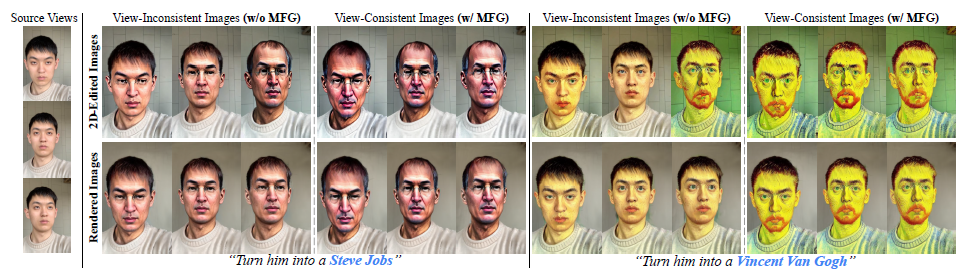 Source Views
View-Inconsistent Images (w/o MFG)
View-Consistent Images (w/ MFG)
View-Inconsistent Images (w/o MFG)
View-Consistent Images (w/ MFG)
2D-Edited Images
Rendered Images
“Turn him into a Steve Jobs”
“Turn him into a Vincent Van Gogh”